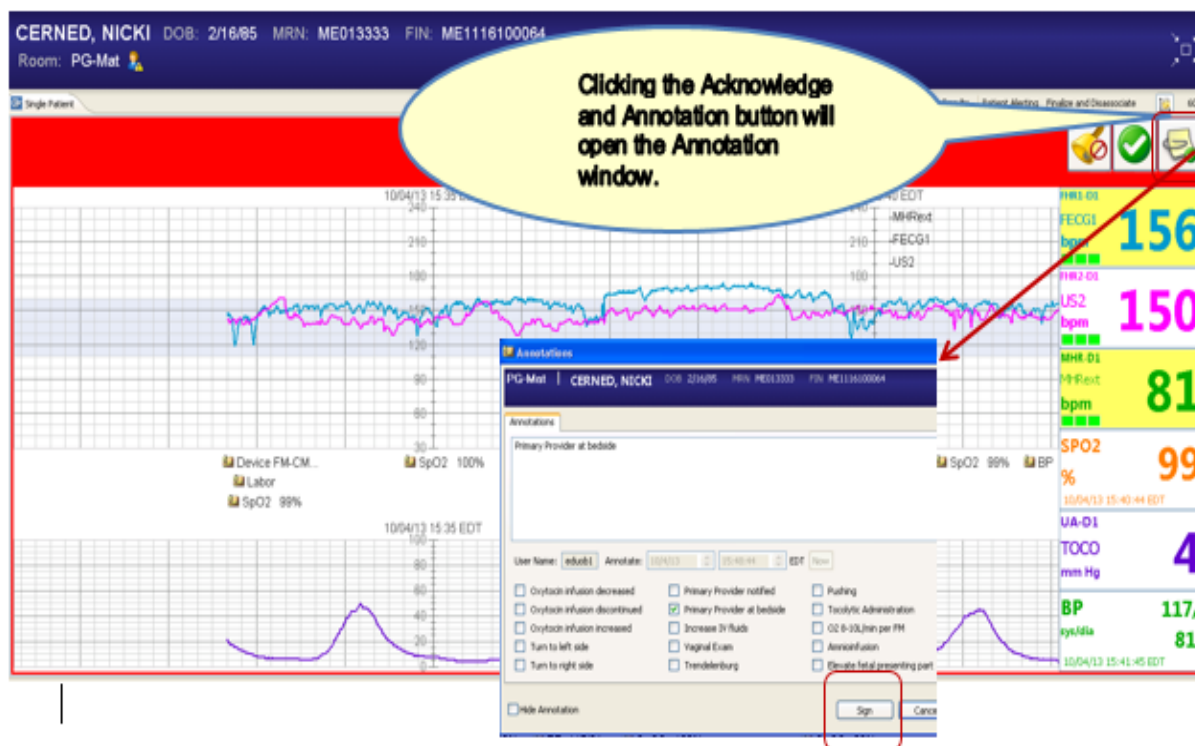 CERNED, NICKI DOB: 2/16/85 MRN: ME013333 FIN: ME1116100064
Room: PG-Mat
Single Patient
Patient Alerting Finalize and Disassociate
Clicking the Acknowledge
and Annotation button will
open the Annotation
window.
10/04/13 15:35
EDT
240
210
180
120
90
60
30
210
180
-MHRext
-FECG1
-US2
FHR1-D1
FECG1
bpm
156
FHR2-D1
US2
bpm
150
MHR-D1
MHRext
bpm
81
SPO2
%
99
10/04/13 15:40:44 EDT
UA-D1
TOCO
mm Hg
4
BP
sys/dia
117/
81
10/04/13 15:41:45 EDT
Device FM-CM...
Labor
SpO2 99%
SpO2 100%
SpO2 99%
BP
10/04/13 15:35 EDT
80
60
40
20
0
Annotations
PG-Mat | CERNED, NICKI DOB 2/16/85 MRN ME013333 FIN ME1116100064
Annotations
Primary Provider at bedside
User Name: edusb1 Annotate: 10/4/13 15:40:44 EDT Now
Oxytocin infusion decreased
Oxytocin infusion discontinued
Oxytocin infusion increased
Turn to left side
Turn to right side
Primary Provider notified
Primary Provider at bedside
Increase IV fluids
Vaginal Exam
Trendelenburg
Pushing
Tocolytic Administration
O2 8-10L/min per FM
Amnioinfusion
Elevate fetal presenting part
Hide Annotation
Sign
Cance